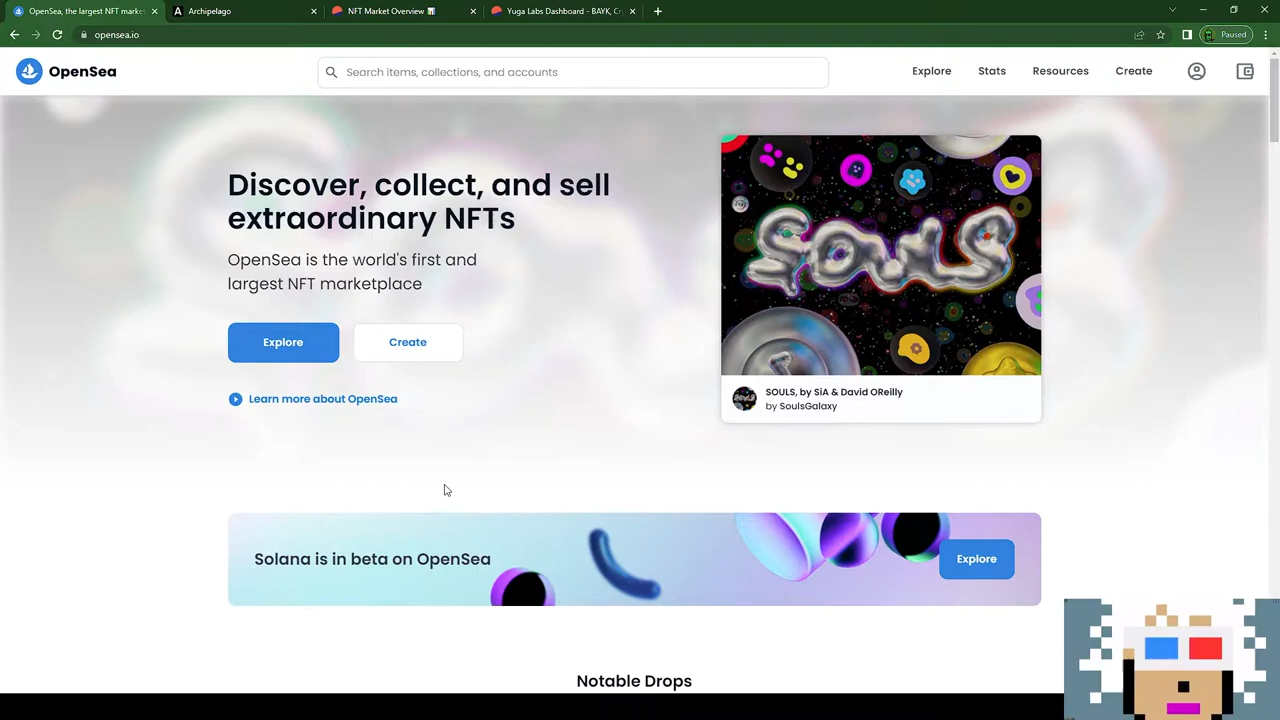 OpenSea, the largest NFT market
Archipelago
NFT Market Overview
Yuga Labs Dashboard - BAYK, Cr
opensea.io
Paused
OpenSea
Search items, collections, and accounts
Explore
Stats
Resources
Create
Discover, collect, and sell
extraordinary NFTs
OpenSea is the world's first and
largest NFT marketplace
Explore
Create
Learn more about OpenSea
SOULS
SOULS, by SiA & David OReilly
by SoulsGalaxy
Solana is in beta on OpenSea
Explore
Notable Drops